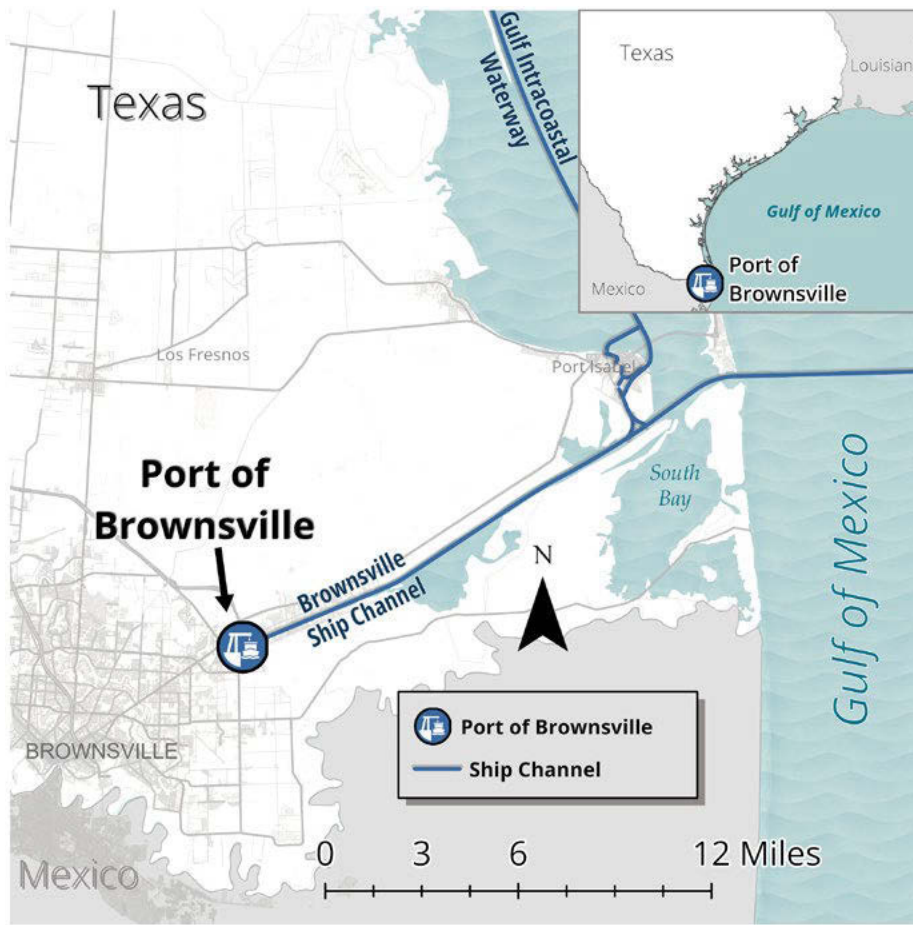 Texas
Gulf Intracoastal
Waterway
Texas
Louisian
Gulf of Mexico
Port of
Brownsville
Mexico
Los Fresnos
Port Isabel
Port of
Brownsville
South
Bay
Brownsville
Ship Channel
N
Gulf of Mexico
Port of Brownsville
Ship Channel
BROWNSVILLE
Mexico
0 3 6 12 Miles